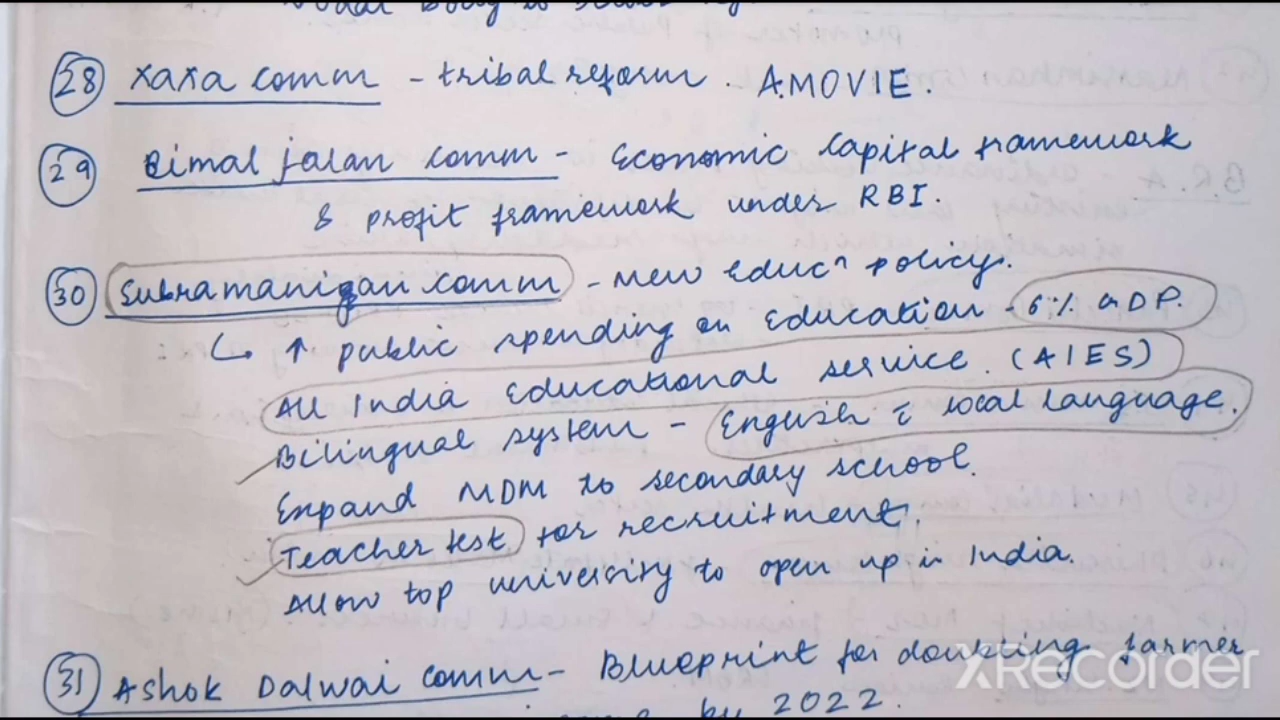 28 Xaxa comm - tribal reform. A.MOVIE.
29 Bimal Jalan comm - Economic Capital framework
& profit framework under RBI.
30 Subramanigan comm - New educn policy.
↳ ↑ public spending on Education - 6% GDP.
All India Educational service. (AIES)
Bilingual system - English & local language.
Expand MDM to secondary school.
Teacher test for recruitment.
Allow top university to open up in India.
31 Ashok Dalwai comm - Blueprint for doubling farmer
by 2022.
XRecorder